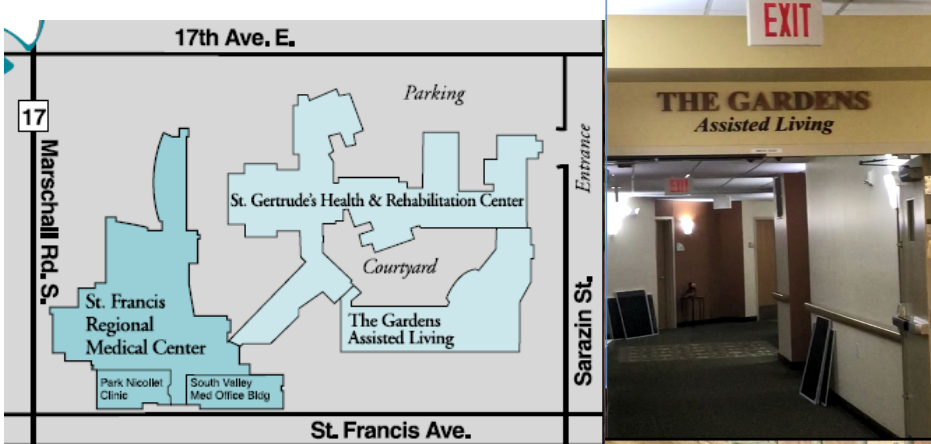 17th Ave. E.
17
Marschall Rd. S.
Parking
Entrance
St. Gertrude's Health & Rehabilitation Center
Courtyard
St. Francis
Regional
Medical Center
The Gardens
Assisted Living
Park Nicollet
Clinic
South Valley
Med Office Bldg
Sarazin St.
St. Francis Ave.
EXIT
THE GARDENS
Assisted Living
EXIT